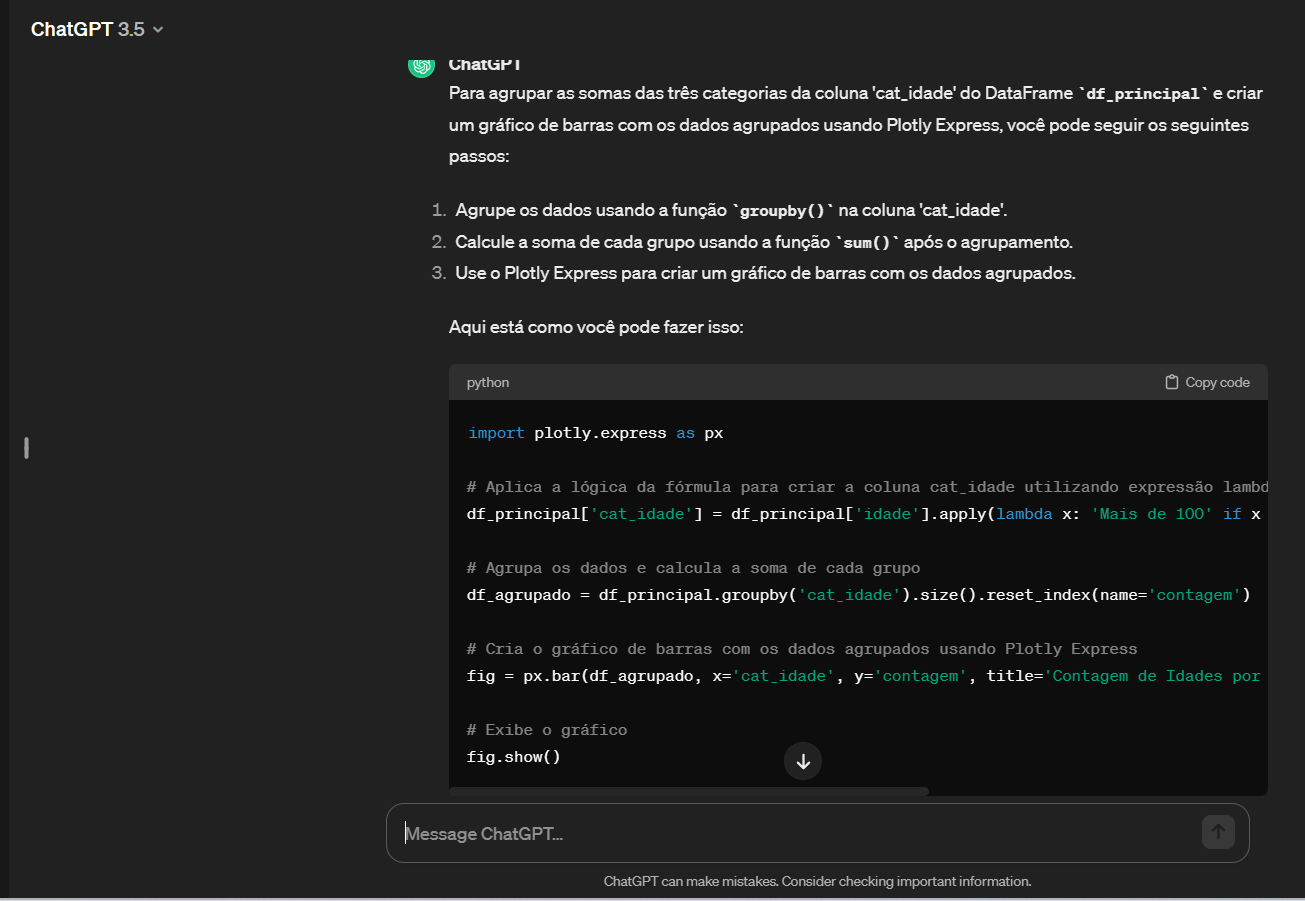 ChatGPT 3.5
ChatGPT
Para agrupar as somas das três categorias da coluna 'cat_idade' do DataFrame `df_principal` e criar
um gráfico de barras com os dados agrupados usando Plotly Express, você pode seguir os seguintes
passos:
1. Agrupe os dados usando a função `groupby()` na coluna 'cat_idade'.
2. Calcule a soma de cada grupo usando a função `sum()` após o agrupamento.
3. Use o Plotly Express para criar um gráfico de barras com os dados agrupados.
Aqui está como você pode fazer isso:
python Copy code
import plotly.express as px
# Aplica a lógica da fórmula para criar a coluna cat_idade utilizando expressão lambd
df_principal['cat_idade'] = df_principal['idade'].apply(lambda x: 'Mais de 100' if x
# Agrupa os dados e calcula a soma de cada grupo
df_agrupado = df_principal.groupby('cat_idade').size().reset_index(name='contagem')
# Cria o gráfico de barras com os dados agrupados usando Plotly Express
fig = px.bar(df_agrupado, x='cat_idade', y='contagem', title='Contagem de Idades por
# Exibe o gráfico
fig.show()
Message ChatGPT...
ChatGPT can make mistakes. Consider checking important information.